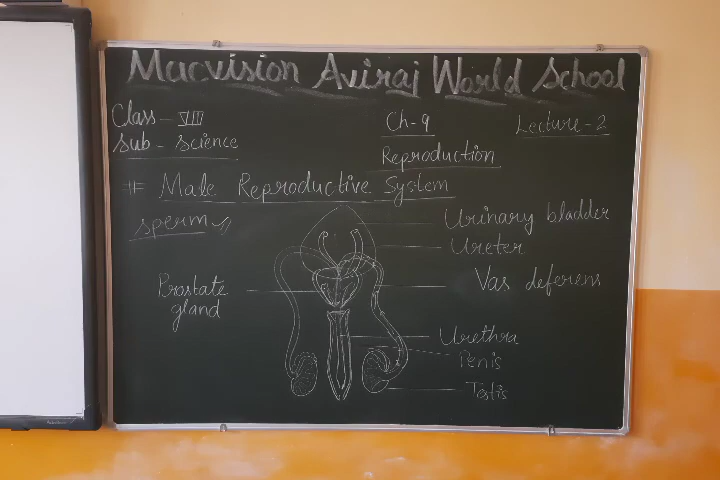 Macvision Aviraj World School
Class - VIII
Ch - 9
Lecture - 2
Sub - Science
Reproduction
# Male Reproductive System
sperm
Urinary bladder
Ureter
Prostate
gland
Vas deferens
Urethra
Penis
Testis